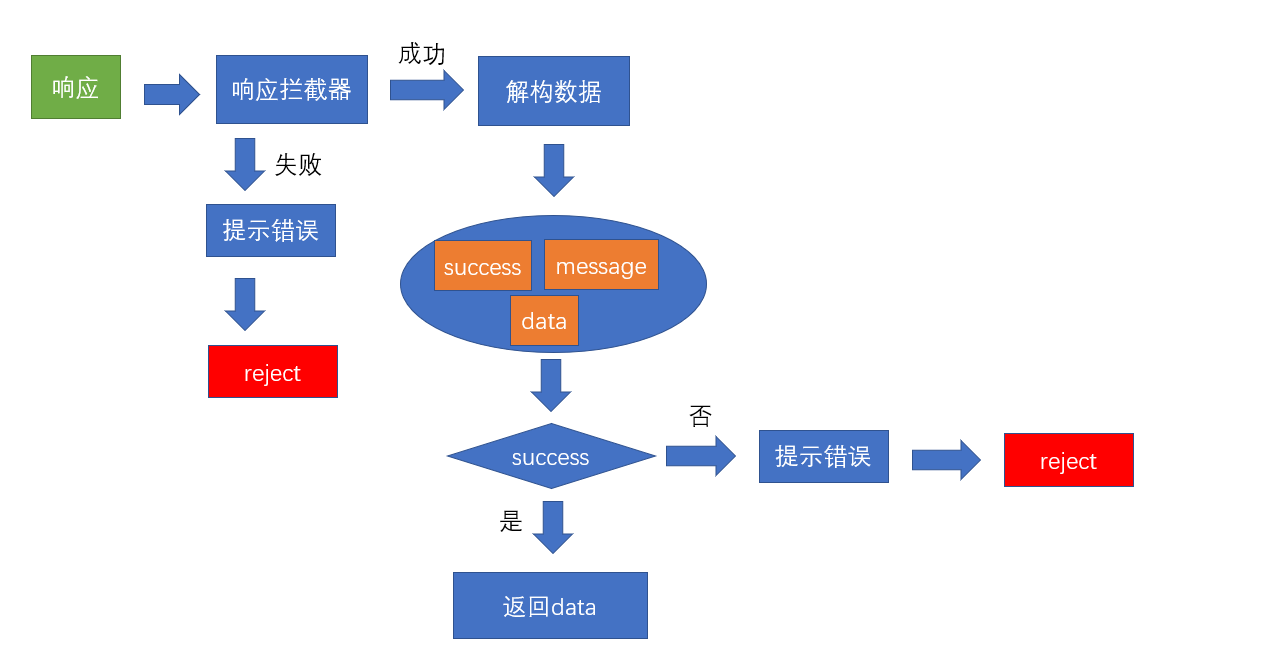 响应
响应拦截器
成功
解构数据
失败
提示错误
reject
success
message
data
success
否
提示错误
reject
是
返回data